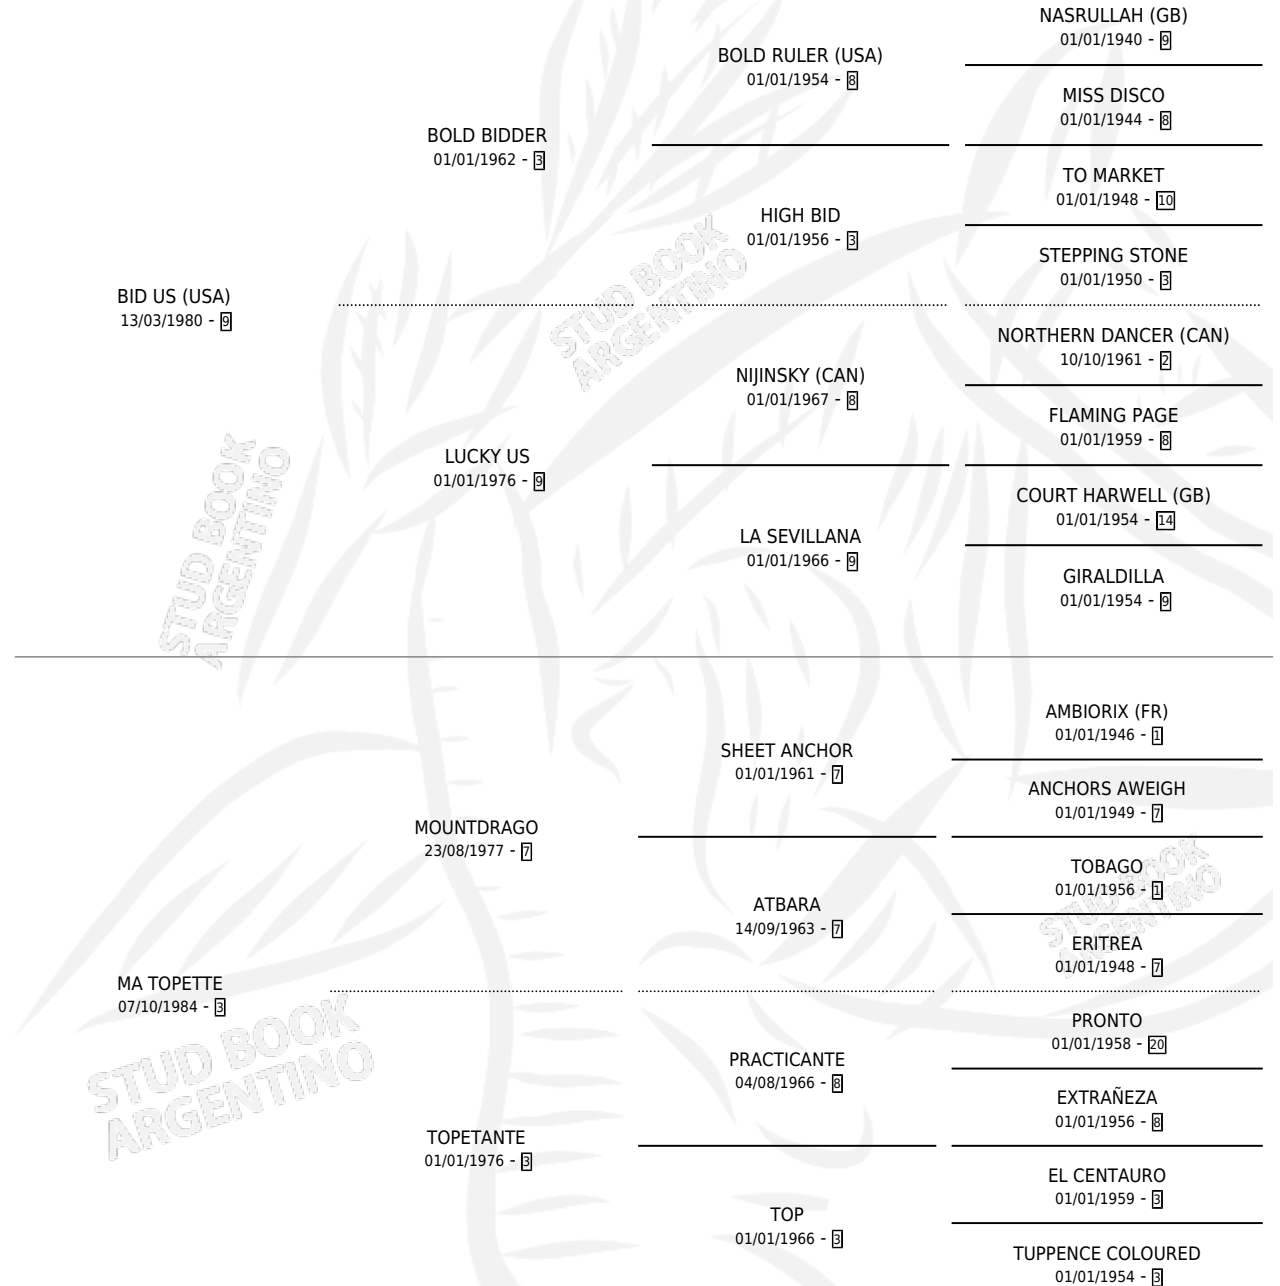 NASRULLAH (GB)
01/01/1940 - 9
BOLD RULER (USA)
01/01/1954 - 8
MISS DISCO
01/01/1944 - 8
BOLD BIDDER
01/01/1962 - 3
TO MARKET
01/01/1948 - 10
HIGH BID
01/01/1956 - 3
STEPPING STONE
01/01/1950 - 3
BID US (USA)
13/03/1980 - 9
NORTHERN DANCER (CAN)
10/10/1961 - 2
NIJINSKY (CAN)
01/01/1967 - 8
FLAMING PAGE
01/01/1959 - 8
LUCKY US
01/01/1976 - 9
COURT HARWELL (GB)
01/01/1954 - 14
LA SEVILLANA
01/01/1966 - 9
GIRALDILLA
01/01/1954 - 9
STUD BOOK
ARGENTINO
STUD BOOK
ARGENTINO
AMBIORIX (FR)
01/01/1946 - 1
SHEET ANCHOR
01/01/1961 - 7
ANCHORS AWEIGH
01/01/1949 - 7
MOUNTDRAGO
23/08/1977 - 7
TOBAGO
01/01/1956 - 1
ATBARA
14/09/1963 - 7
ERITREA
01/01/1948 - 7
MA TOPETTE
07/10/1984 - 3
PRONTO
01/01/1958 - 20
PRACTICANTE
04/08/1966 - 8
EXTRAÑEZA
01/01/1956 - 8
TOPETANTE
01/01/1976 - 3
EL CENTAURO
01/01/1959 - 3
TOP
01/01/1966 - 3
TUPPENCE COLOURED
01/01/1954 - 3
STUD BOOK
ARGENTINO
STUD BOOK
ARGENTINO